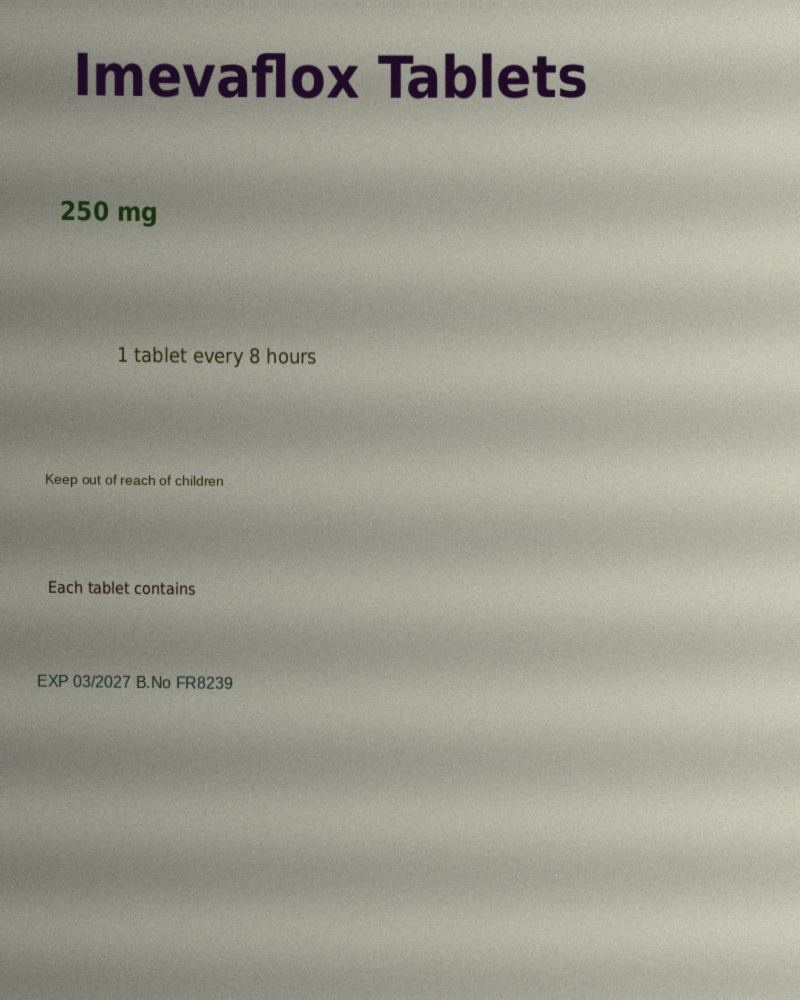 Imevaflox Tablets
250 mg
1 tablet every 8 hours
Keep out of reach of children
Each tablet contains
EXP 03/2027 B.No FR8239